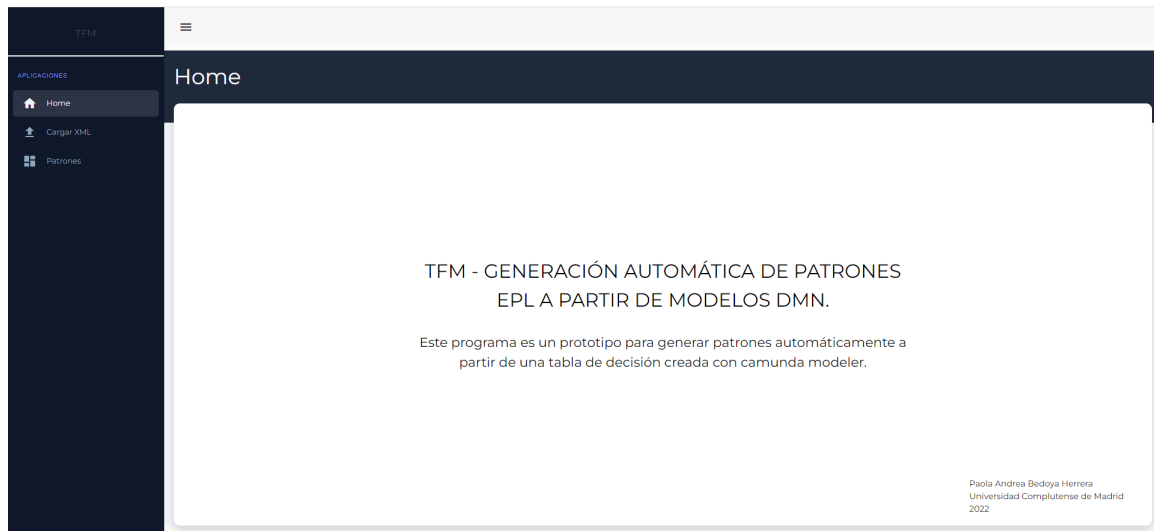 TFM
APLICACIONES
Home
Cargar XML
Patrones
Home
TFM - GENERACIÓN AUTOMÁTICA DE PATRONES
EPL A PARTIR DE MODELOS DMN.
Este programa es un prototipo para generar patrones automáticamente a
partir de una tabla de decisión creada con camunda modeler.
Paola Andrea Bedoya Herrera
Universidad Complutense de Madrid
2022